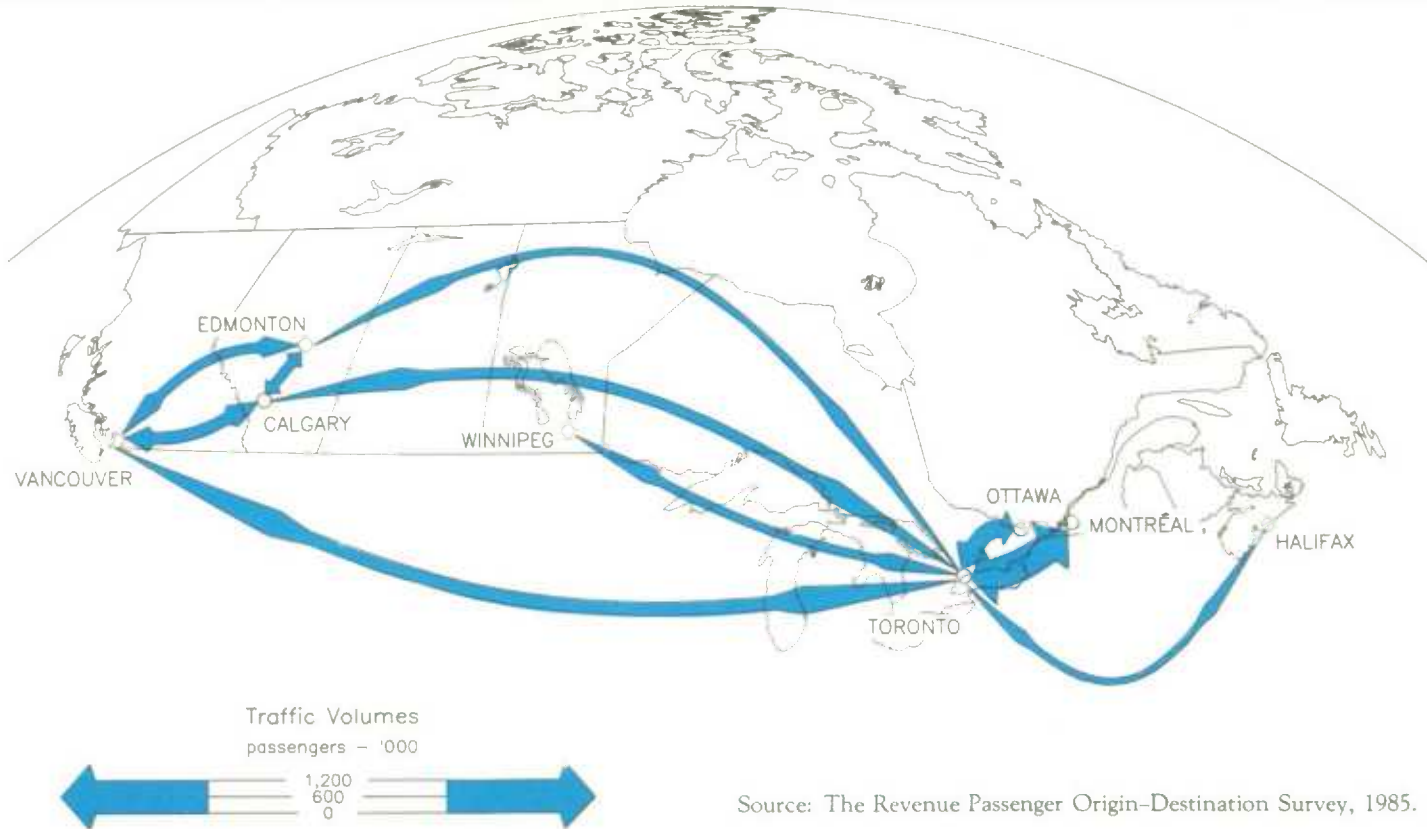 EDMONTON
CALGARY
WINNIPEG
VANCOUVER
OTTAWA
MONTRÉAL
HALIFAX
TORONTO
Traffic Volumes
passengers – '000
1,200
600
0
Source: The Revenue Passenger Origin–Destination Survey, 1985.